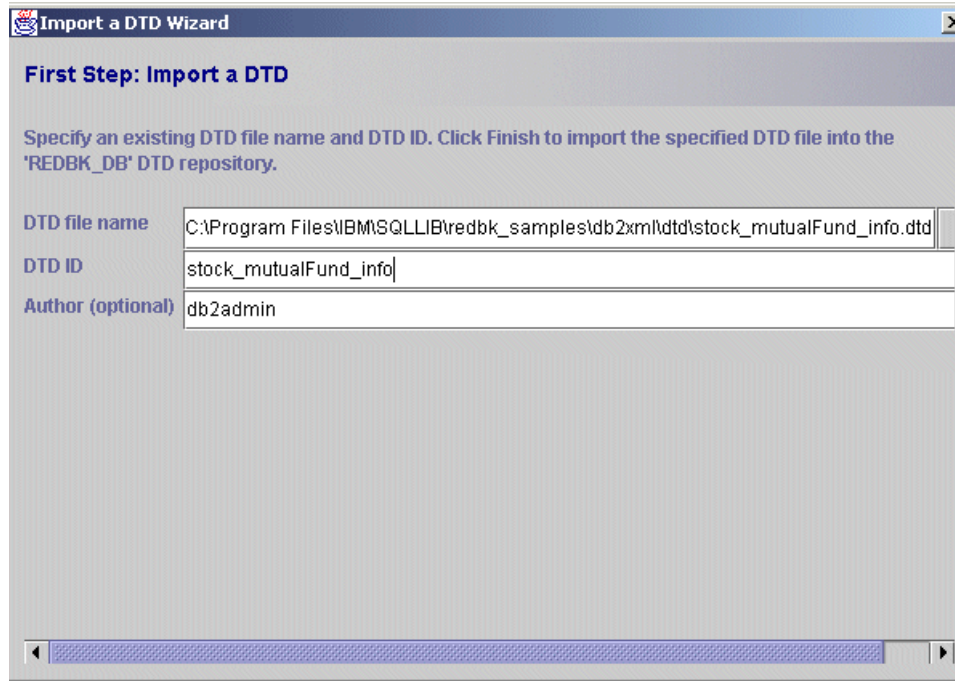 Import a DTD Wizard
First Step: Import a DTD
Specify an existing DTD file name and DTD ID. Click Finish to import the specified DTD file into the
'REDBK_DB' DTD repository.
DTD file name
C:\Program Files\IBM\SQLLIB\redbk_samples\db2xml\dtd\stock_mutualFund_info.dtd
DTD ID
stock_mutualFund_info
Author (optional)
db2admin